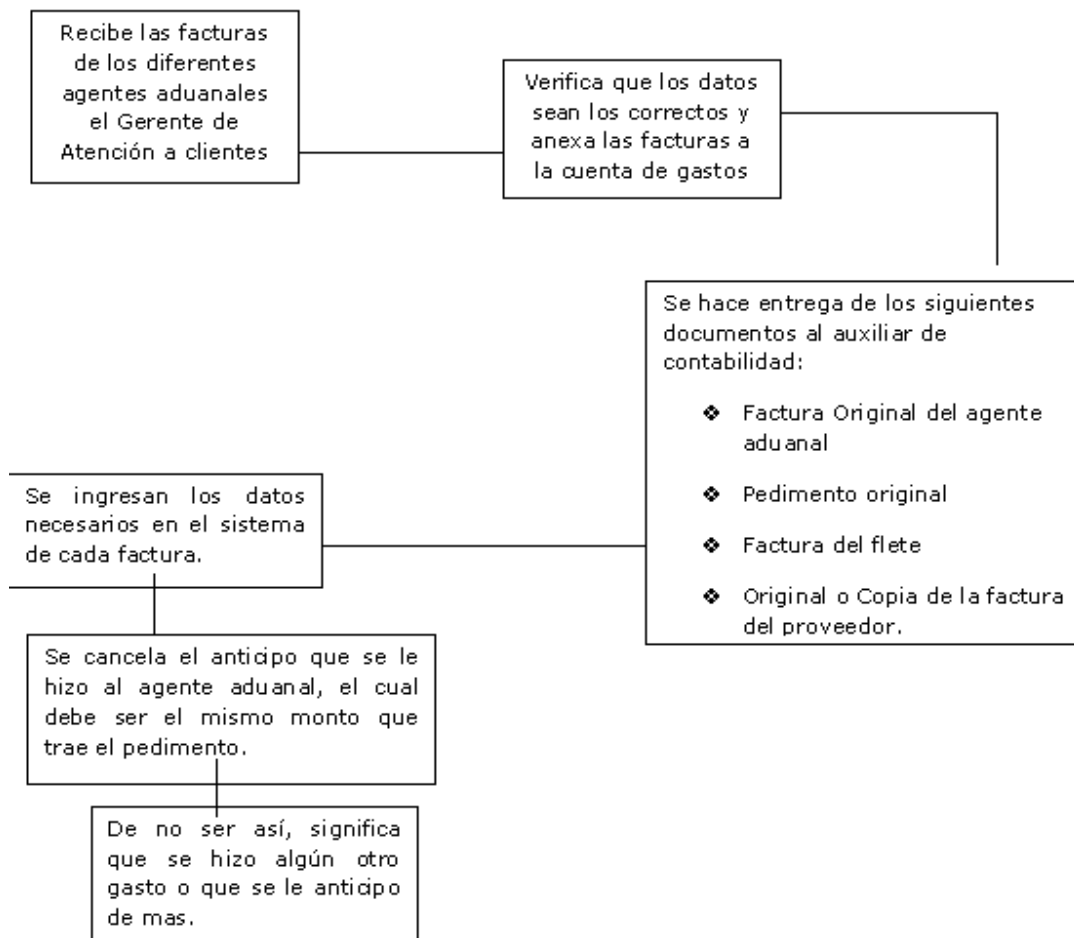 Recibe las facturas
de los diferentes
agentes aduanales
el Gerente de
Atención a clientes
Verifica que los datos
sean los correctos y
anexa las facturas a
la cuenta de gastos
Se hace entrega de los siguientes
documentos al auxiliar de
contabilidad:
❖ Factura Original del agente
aduanal
❖ Pedimento original
❖ Factura del flete
❖ Original o Copia de la factura
del proveedor.
Se ingresan los datos
necesarios en el sistema
de cada factura.
Se cancela el anticipo que se le
hizo al agente aduanal, el cual
debe ser el mismo monto que
trae el pedimento.
De no ser así, significa
que se hizo algún otro
gasto o que se le anticipo
de mas.